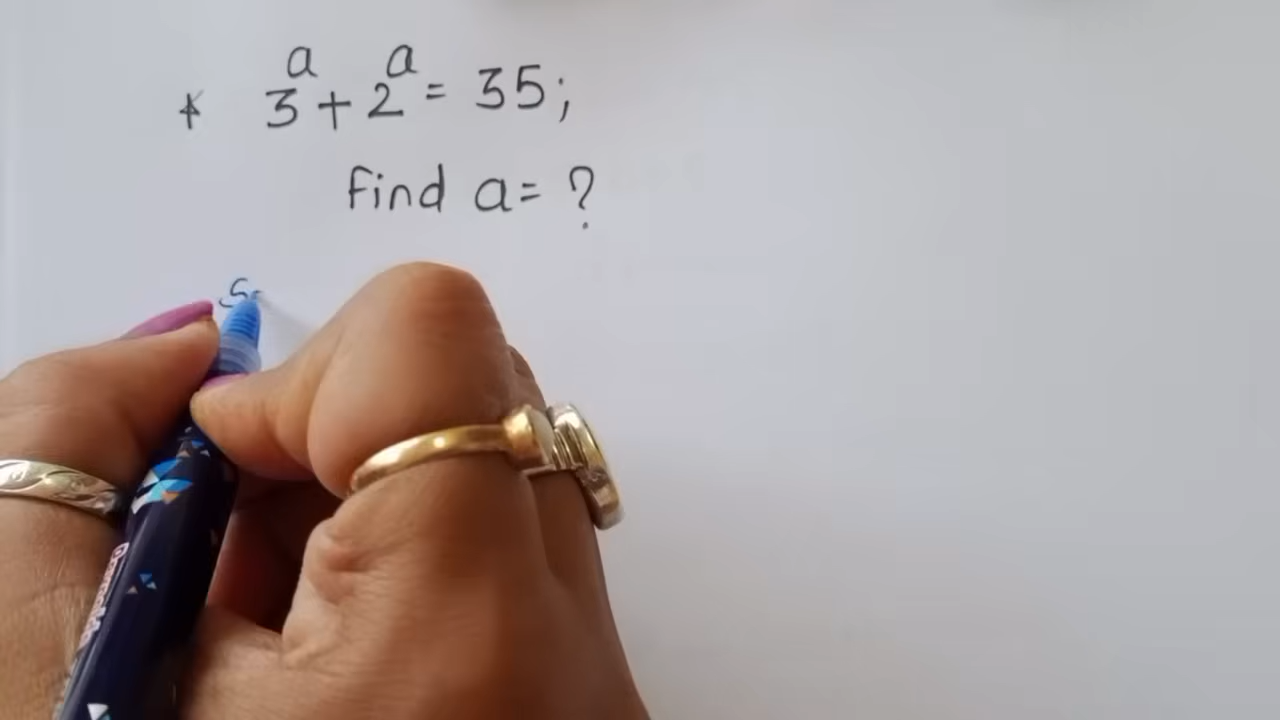 * 3^a + 2^a = 35;
Find a = ?
S